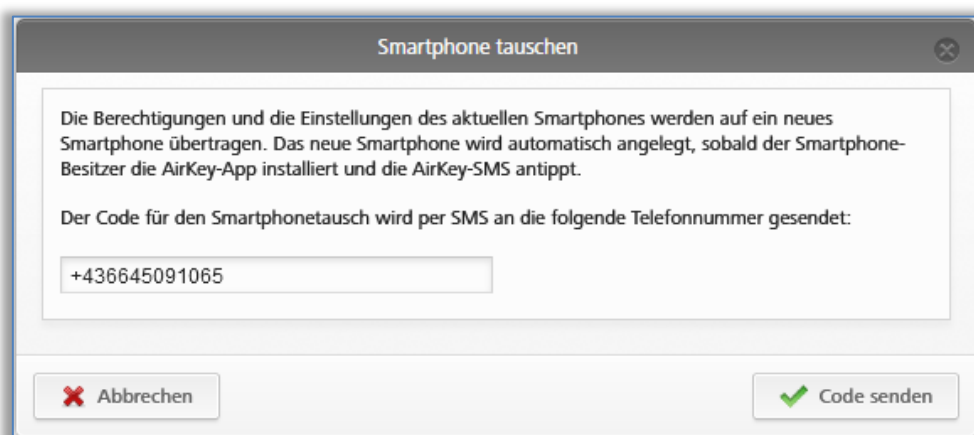 Smartphone tauschen
Die Berechtigungen und die Einstellungen des aktuellen Smartphones werden auf ein neues
Smartphone übertragen. Das neue Smartphone wird automatisch angelegt, sobald der Smartphone-
Besitzer die AirKey-App installiert und die AirKey-SMS antippt.
Der Code für den Smartphonetausch wird per SMS an die folgende Telefonnummer gesendet:
+436645091065
Abbrechen
Code senden